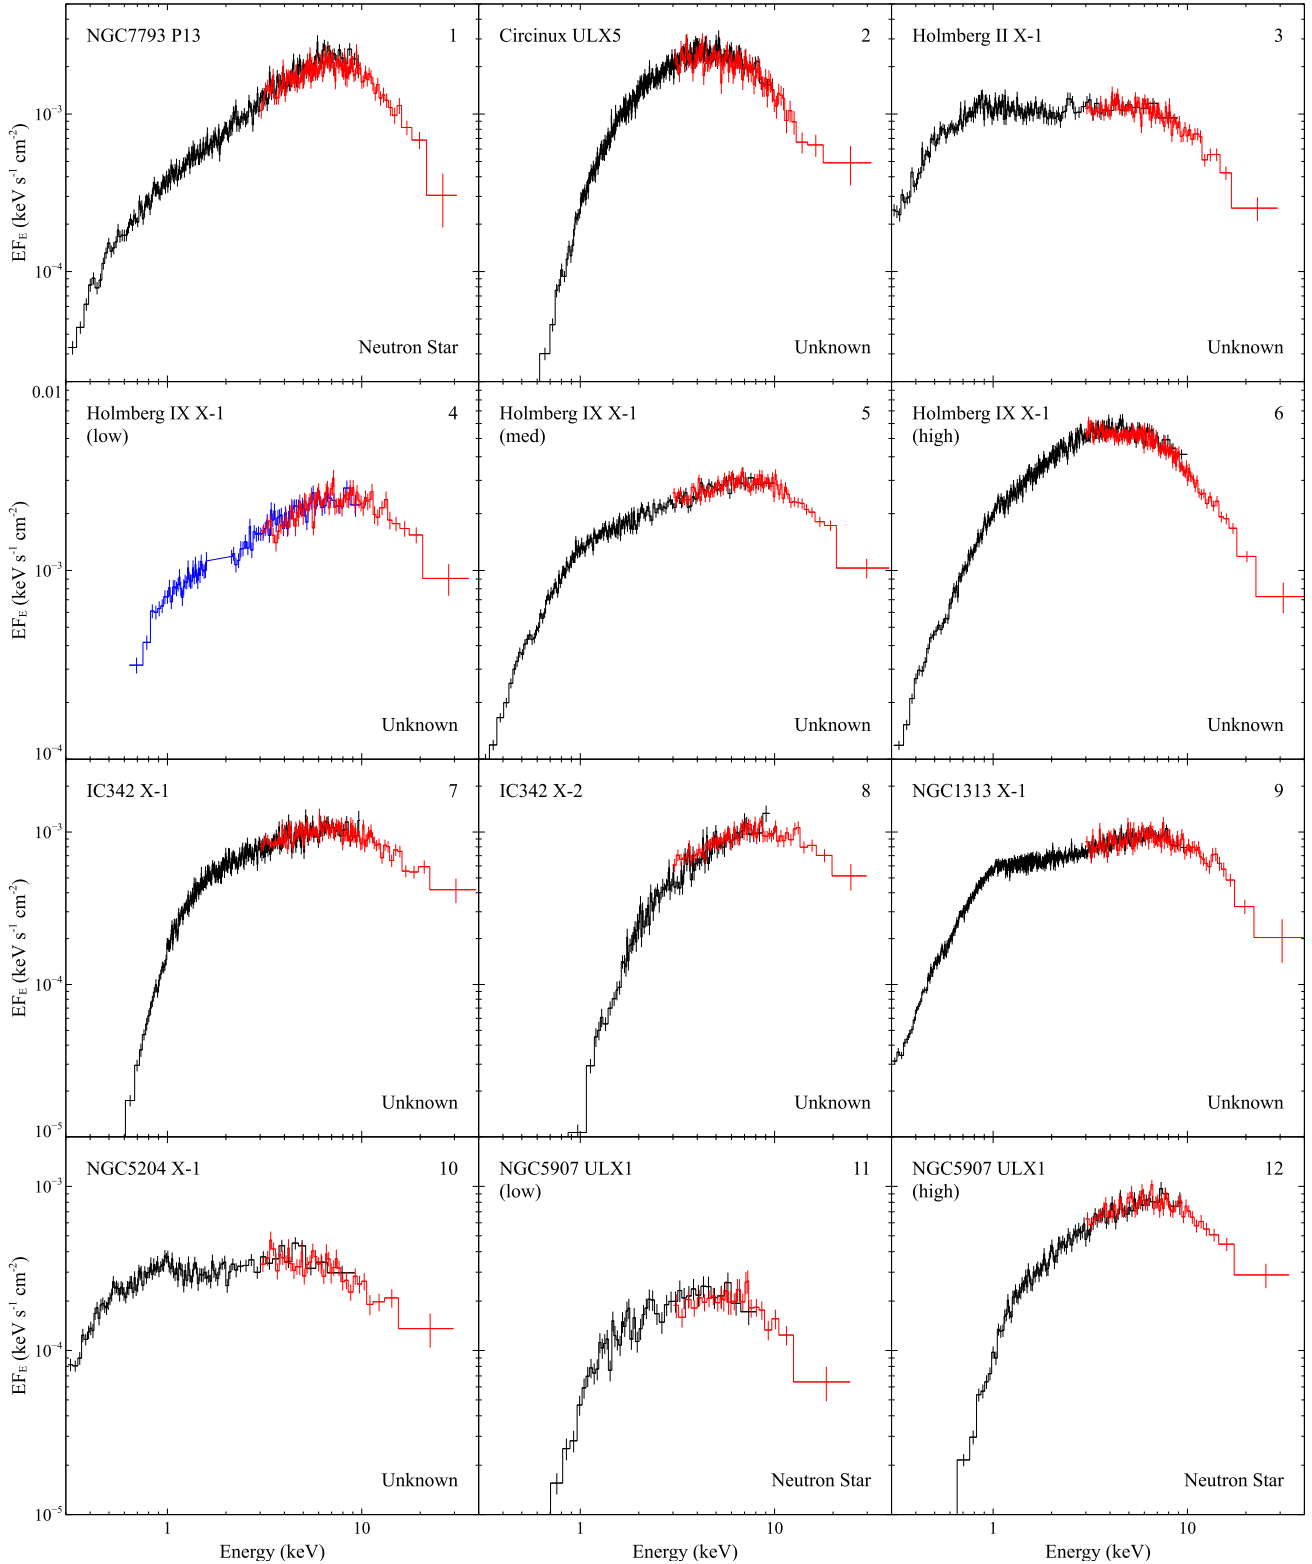 NGC7793 P13 1
Circinux ULX5 2
Holmberg II X-1 3
10⁻³
10⁻⁴
EF_E (keV s⁻¹ cm⁻²)
Neutron Star
Unknown
Unknown
0.01
Holmberg IX X-1 4
(low)
Holmberg IX X-1 5
(med)
Holmberg IX X-1 6
(high)
10⁻³
10⁻⁴
EF_E (keV s⁻¹ cm⁻²)
Unknown
Unknown
Unknown
IC342 X-1 7
IC342 X-2 8
NGC1313 X-1 9
10⁻³
10⁻⁴
10⁻⁵
EF_E (keV s⁻¹ cm⁻²)
Unknown
Unknown
Unknown
NGC5204 X-1 10
NGC5907 ULX1 11
(low)
NGC5907 ULX1 12
(high)
10⁻³
10⁻⁴
10⁻⁵
EF_E (keV s⁻¹ cm⁻²)
Unknown
Neutron Star
Neutron Star
1 10
1 10
1 10
Energy (keV)
Energy (keV)
Energy (keV)